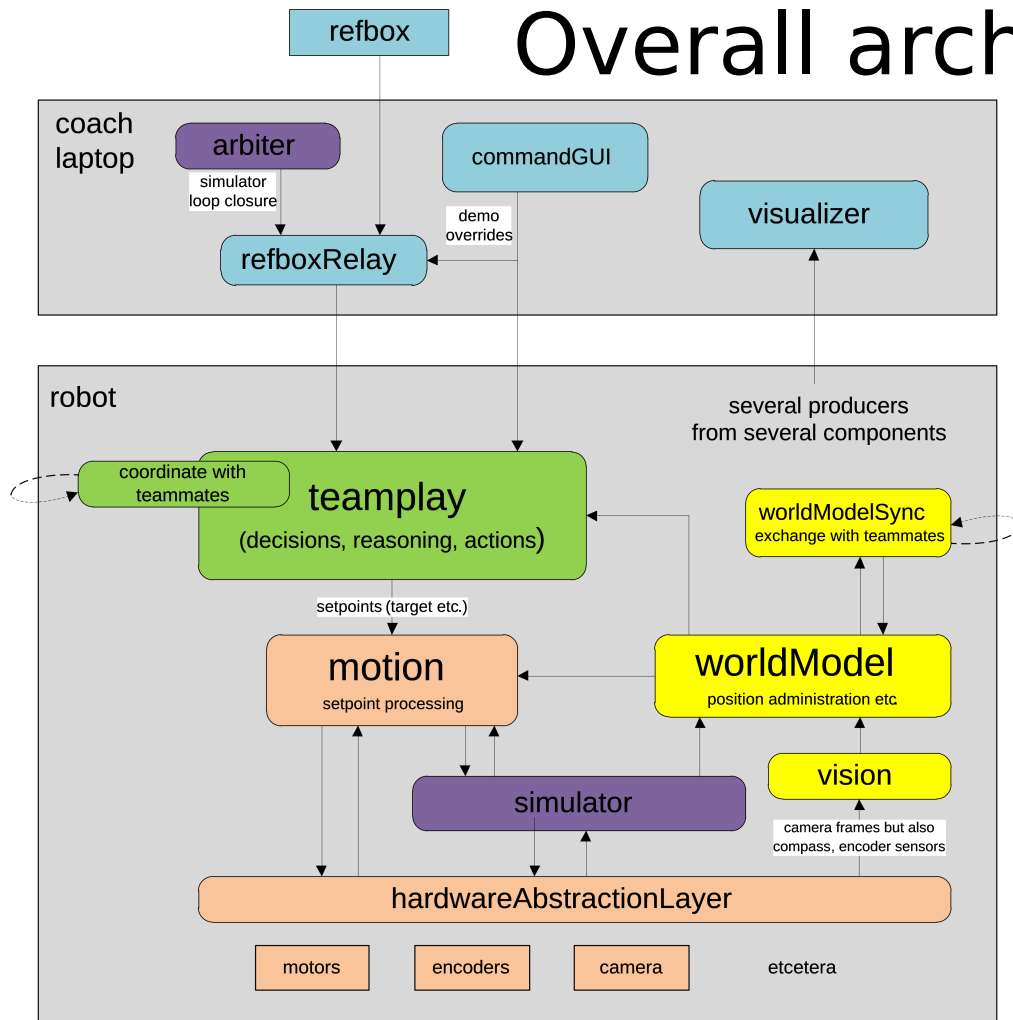 refbox
Overall arch
coach
laptop
arbiter
commandGUI
simulator
loop closure
visualizer
demo
overrides
refboxRelay
robot
several producers
from several components
coordinate with
teammates
teamplay
(decisions, reasoning, actions)
worldModelSync
exchange with teammates
setpoints (target etc.)
motion
setpoint processing
worldModel
position administration etc
simulator
vision
camera frames but also
compass, encoder sensors
hardwareAbstractionLayer
motors
encoders
camera
etcetera